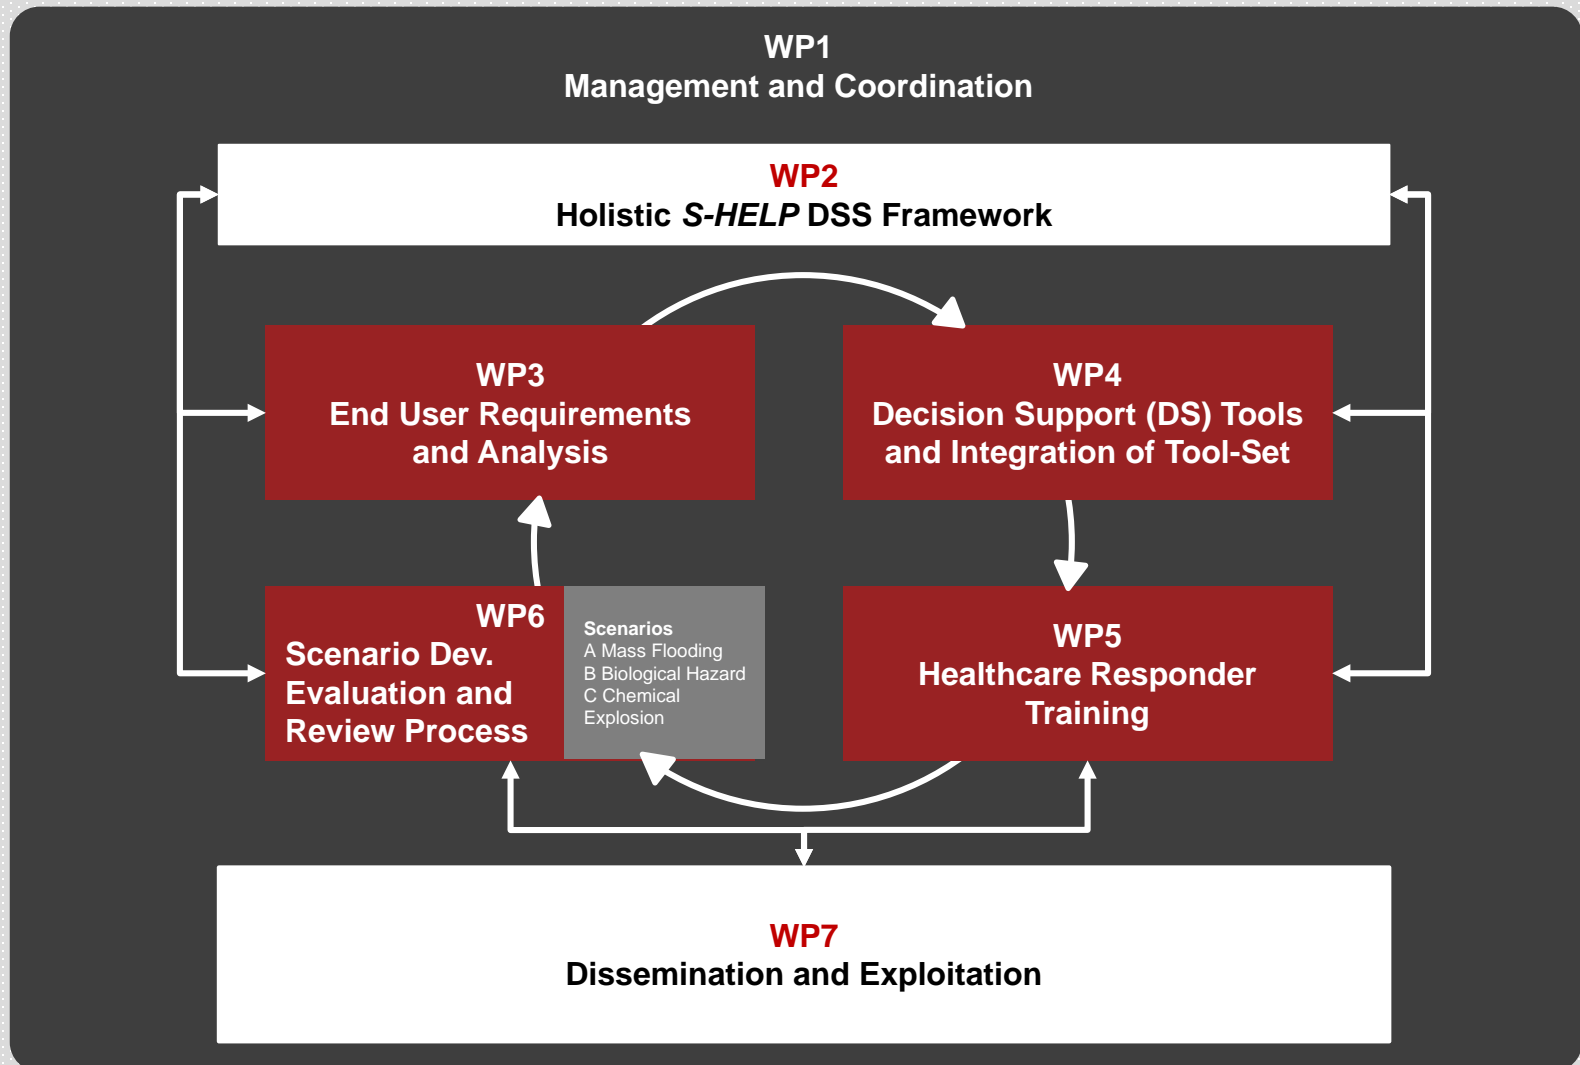 WP1
Management and Coordination
WP2
Holistic S-HELP DSS Framework
WP3
End User Requirements
and Analysis
WP4
Decision Support (DS) Tools
and Integration of Tool-Set
WP6
Scenario Dev.
Evaluation and
Review Process
Scenarios
A Mass Flooding
B Biological Hazard
C Chemical
Explosion
WP5
Healthcare Responder
Training
WP7
Dissemination and Exploitation